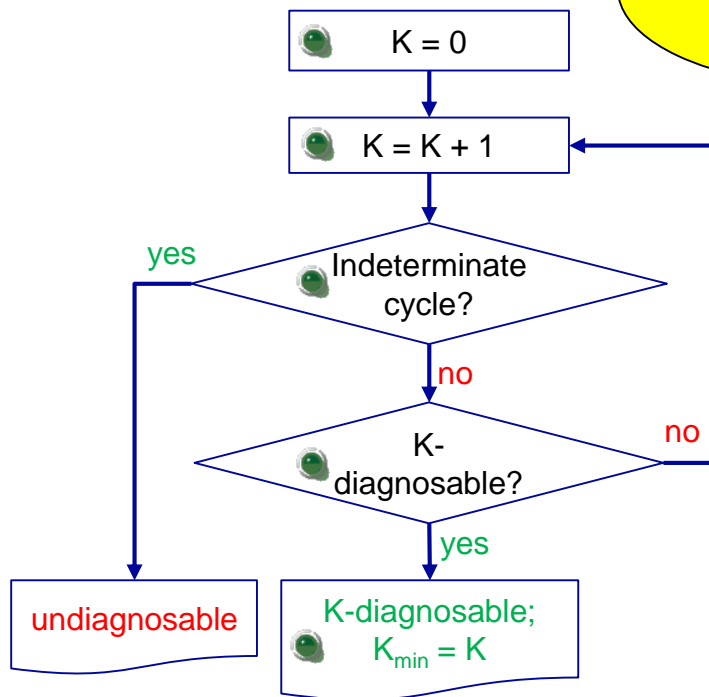 K = 0
K = K + 1
yes
Indeterminate
cycle?
no
K-
diagnosable?
no
yes
undiagnosable
K-diagnosable;
Kmin = K